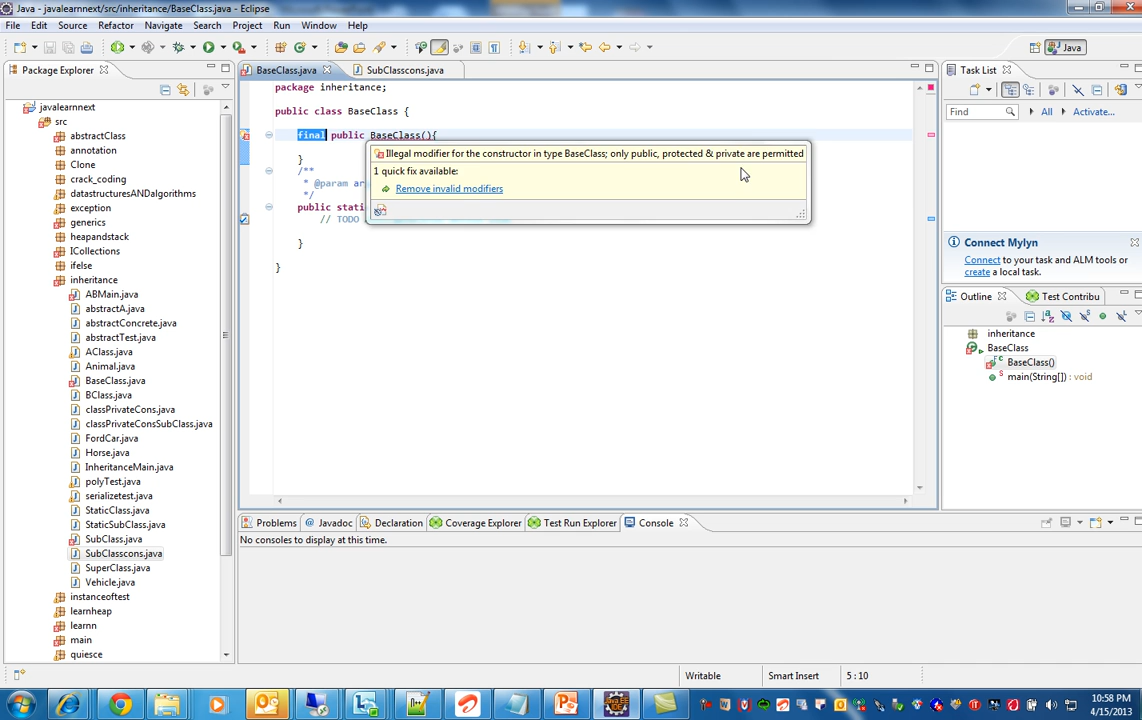 Java - javalearnnext/src/inheritance/BaseClass.java - Eclipse
File Edit Source Refactor Navigate Search Project Run Window Help
Java
Package Explorer
javalearnnext
src
abstractClass
annotation
Clone
crack_coding
datastructuresANDalgorithms
exception
generics
heapandstack
ICollections
ifelse
inheritance
ABMain.java
abstractA.java
abstractConcrete.java
abstractTest.java
AClass.java
Animal.java
BaseClass.java
BClass.java
classPrivateCons.java
classPrivateConsSubClass.java
FordCar.java
Horse.java
InheritanceMain.java
polyTest.java
serializetest.java
StaticClass.java
StaticSubClass.java
SubClass.java
SubClasscons.java
SuperClass.java
Vehicle.java
instanceoftest
learnheap
learnn
main
quiesce
BaseClass.java SubClasscons.java
package inheritance;
public class BaseClass {
final public BaseClass(){
}
/**
* @param ar
*/
public stati
// TODO
}
}
Illegal modifier for the constructor in type BaseClass; only public, protected & private are permitted
1 quick fix available:
Remove invalid modifiers
Task List
Find All Activate...
Connect Mylyn
Connect to your task and ALM tools or
create a local task.
Outline Test Contribu
inheritance
BaseClass
BaseClass()
main(String[]) : void
Problems @ Javadoc Declaration Coverage Explorer Test Run Explorer Console
No consoles to display at this time.
Writable Smart Insert 5 : 10
10:58 PM
4/15/2013